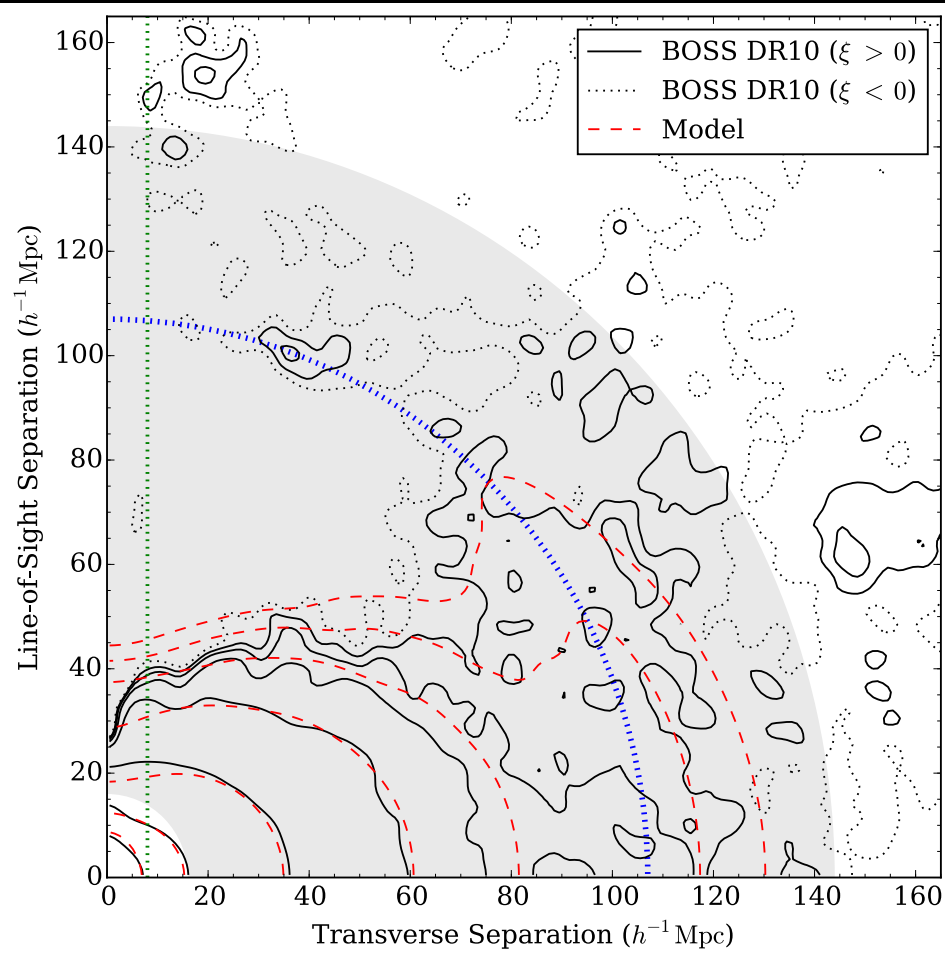 BOSS DR10 (ξ > 0)
BOSS DR10 (ξ < 0)
Model
Line-of-Sight Separation (h⁻¹ Mpc)
160
140
120
100
80
60
40
20
0
0 20 40 60 80 100 120 140 160
Transverse Separation (h⁻¹ Mpc)